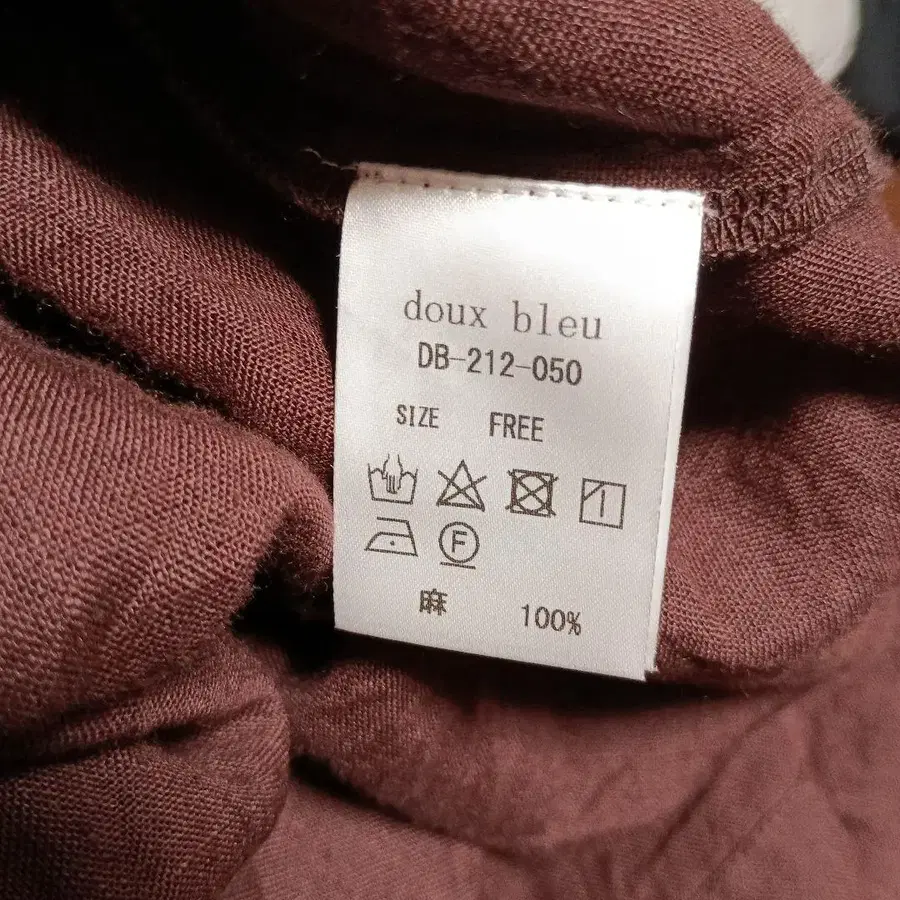 doux bleu
DB-212-050
SIZE FREE
F
麻 100%